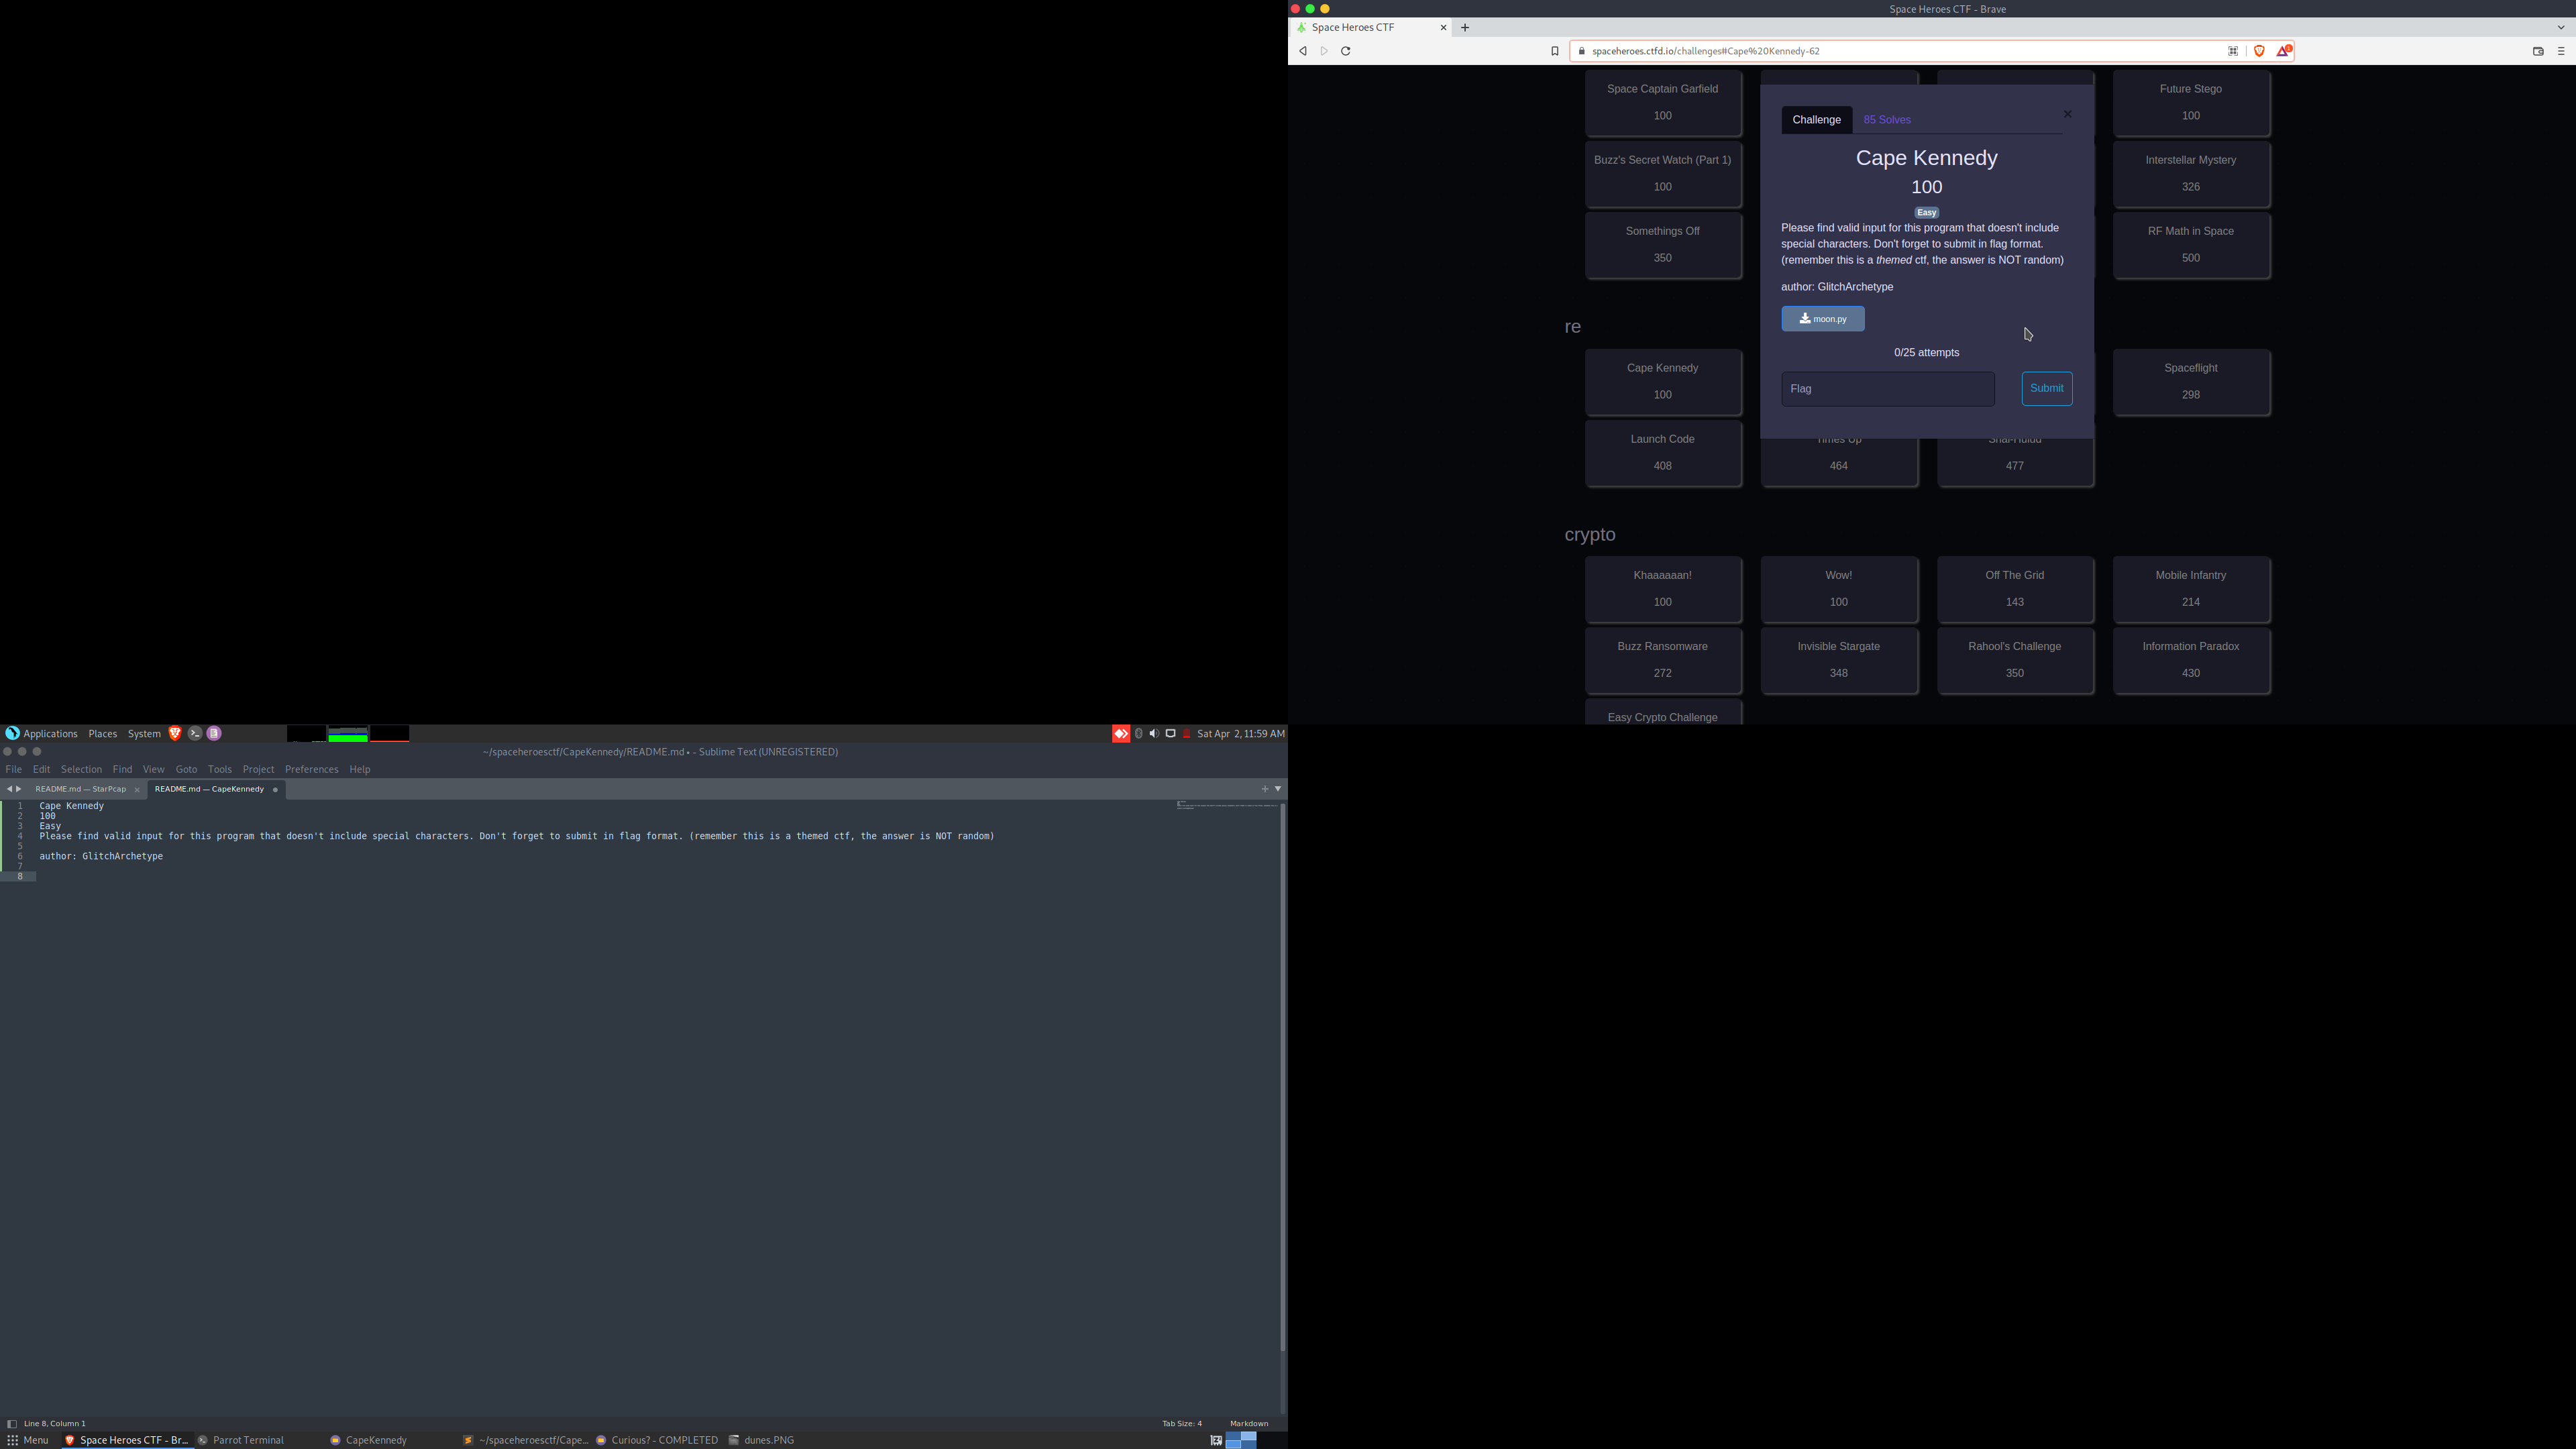 Space Heroes CTF - Brave
Space Heroes CTF
spaceheroes.ctfd.io/challenges#Cape%20Kennedy-62
Space Captain Garfield
100
Future Stego
100
Buzz's Secret Watch (Part 1)
100
Interstellar Mystery
326
Somethings Off
350
RF Math in Space
500
Challenge
85 Solves
×
Cape Kennedy
100
Easy
Please find valid input for this program that doesn't include
special characters. Don't forget to submit in flag format.
(remember this is a themed ctf, the answer is NOT random)
author: GlitchArchetype
moon.py
0/25 attempts
Flag
Submit
re
Cape Kennedy
100
Spaceflight
298
Launch Code
408
Times Up
464
Shai-Hulud
477
crypto
Khaaaaaan!
100
Wow!
100
Off The Grid
143
Mobile Infantry
214
Buzz Ransomware
272
Invisible Stargate
348
Rahool's Challenge
350
Information Paradox
430
Easy Crypto Challenge
Applications Places System
Sat Apr 2, 11:59 AM
~/spaceheroesctf/CapeKennedy/README.md • - Sublime Text (UNREGISTERED)
File Edit Selection Find View Goto Tools Project Preferences Help
README.md — StarPcap
README.md — CapeKennedy
1 Cape Kennedy
2 100
3 Easy
4 Please find valid input for this program that doesn't include special characters. Don't forget to submit in flag format. (remember this is a themed ctf, the answer is NOT random)
5
6 author: GlitchArchetype
7
8
Line 8, Column 1
Tab Size: 4
Markdown
Menu
Space Heroes CTF - Br...
Parrot Terminal
CapeKennedy
~/spaceheroesctf/Cape...
Curious? - COMPLETED
dunes.PNG